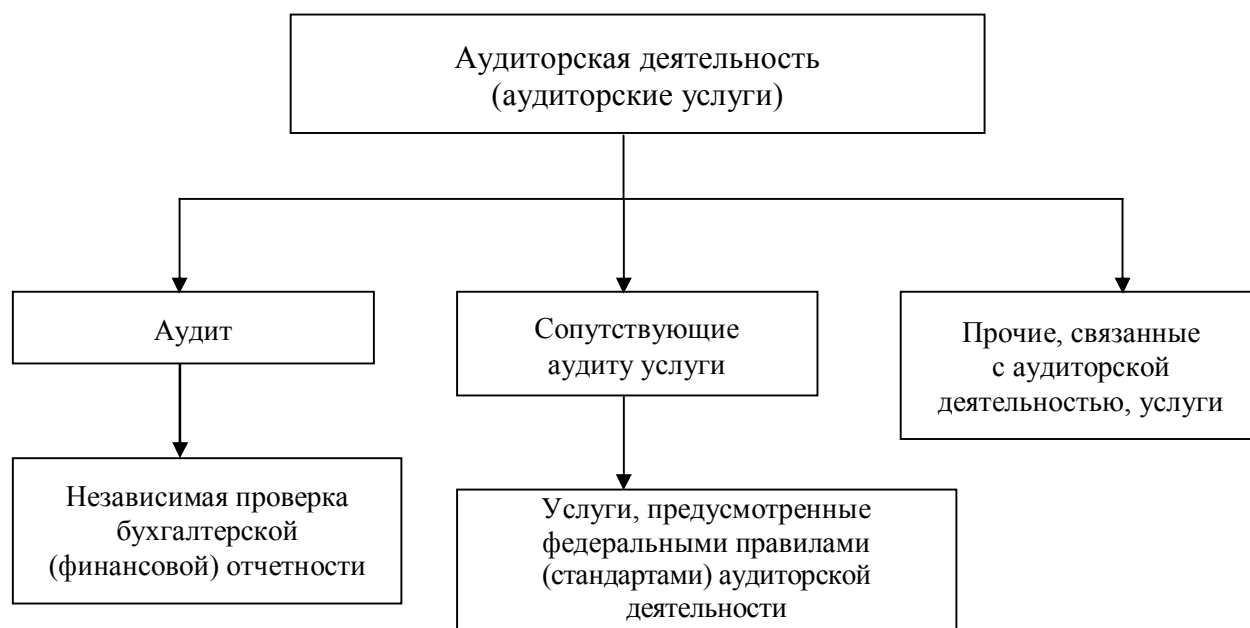 Аудиторская деятельность
(аудиторские услуги)
Аудит
Сопутствующие
аудиту услуги
Прочие, связанные
с аудиторской
деятельностью, услуги
Независимая проверка
бухгалтерской
(финансовой) отчетности
Услуги, предусмотренные
федеральными правилами
(стандартами) аудиторской
деятельности